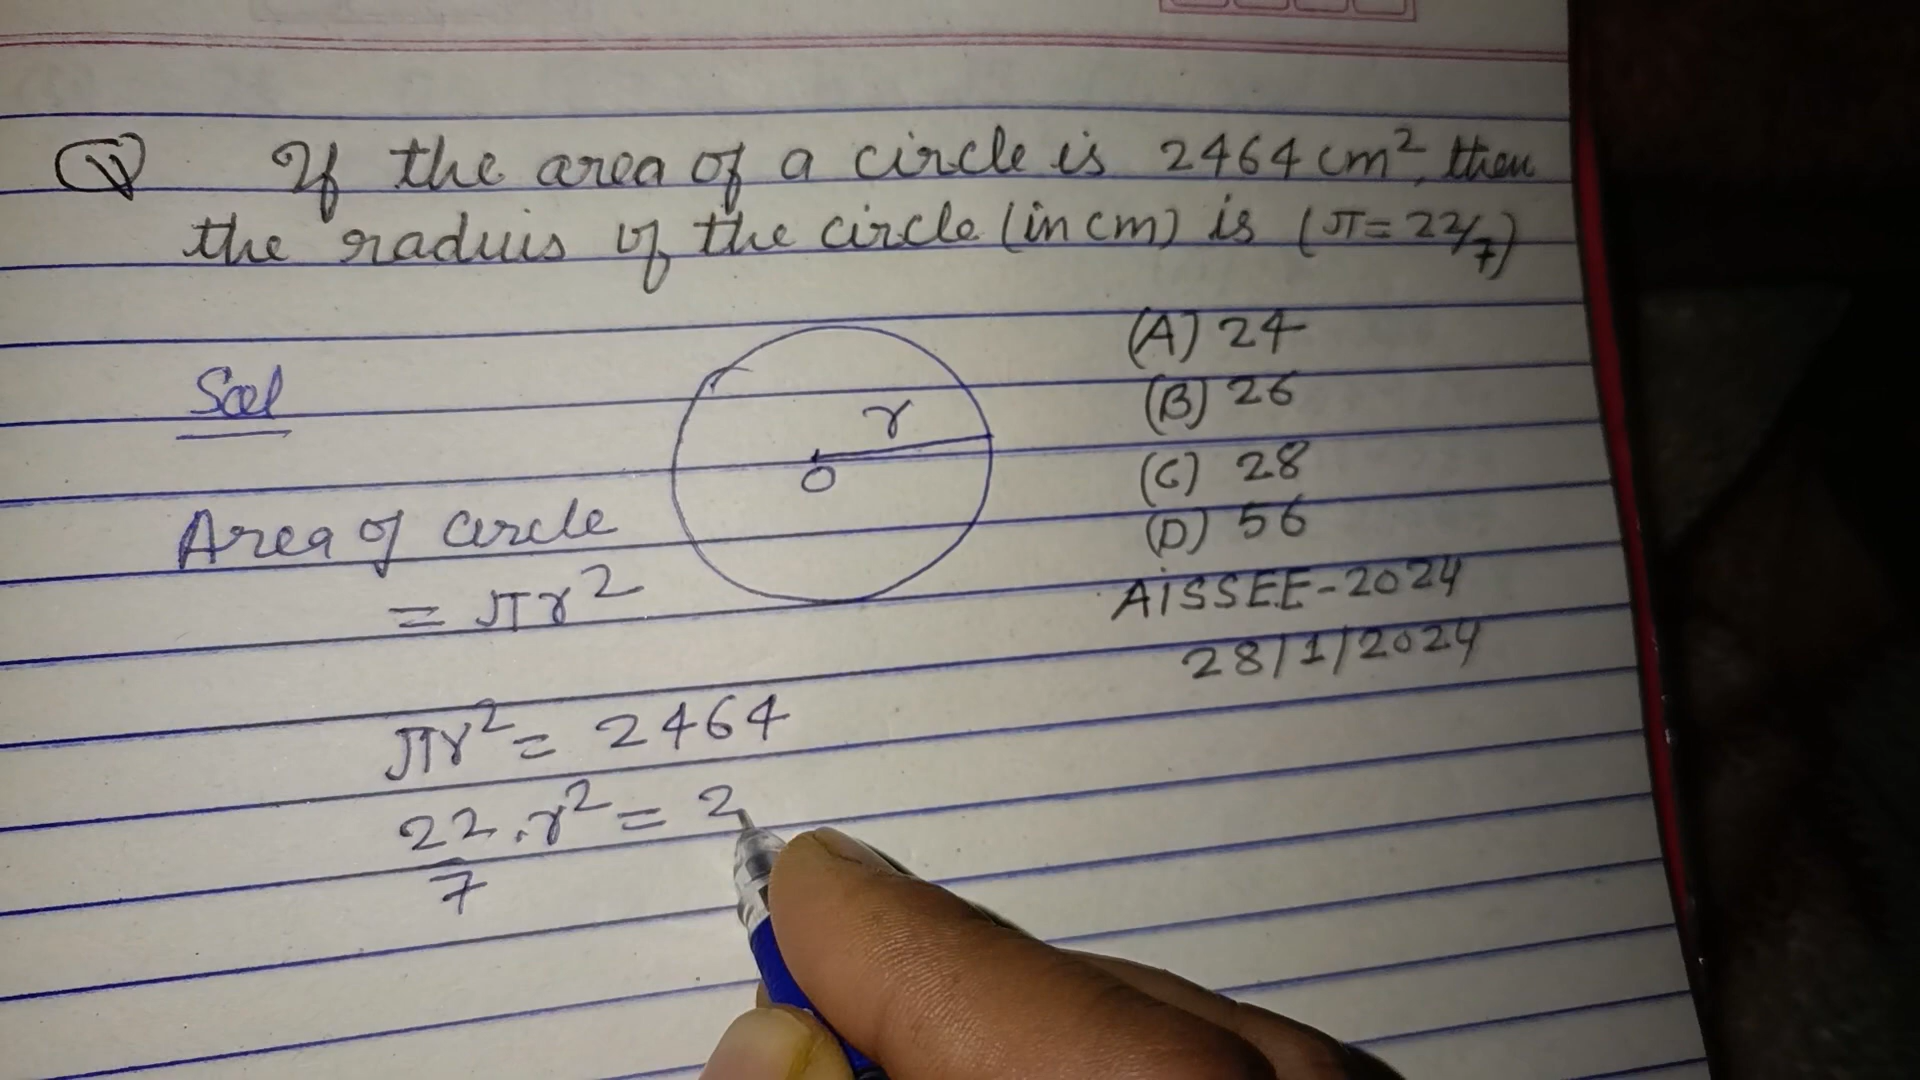 Q If the area of a circle is 2464 cm², then
the radius of the circle (in cm) is (π = 22/7)
(A) 24
(B) 26
(C) 28
(D) 56
AISSEE-2024
28/1/2024
Sol
r
O
Area of circle
= πr²
πr² = 2464
22/7 . r² = 2